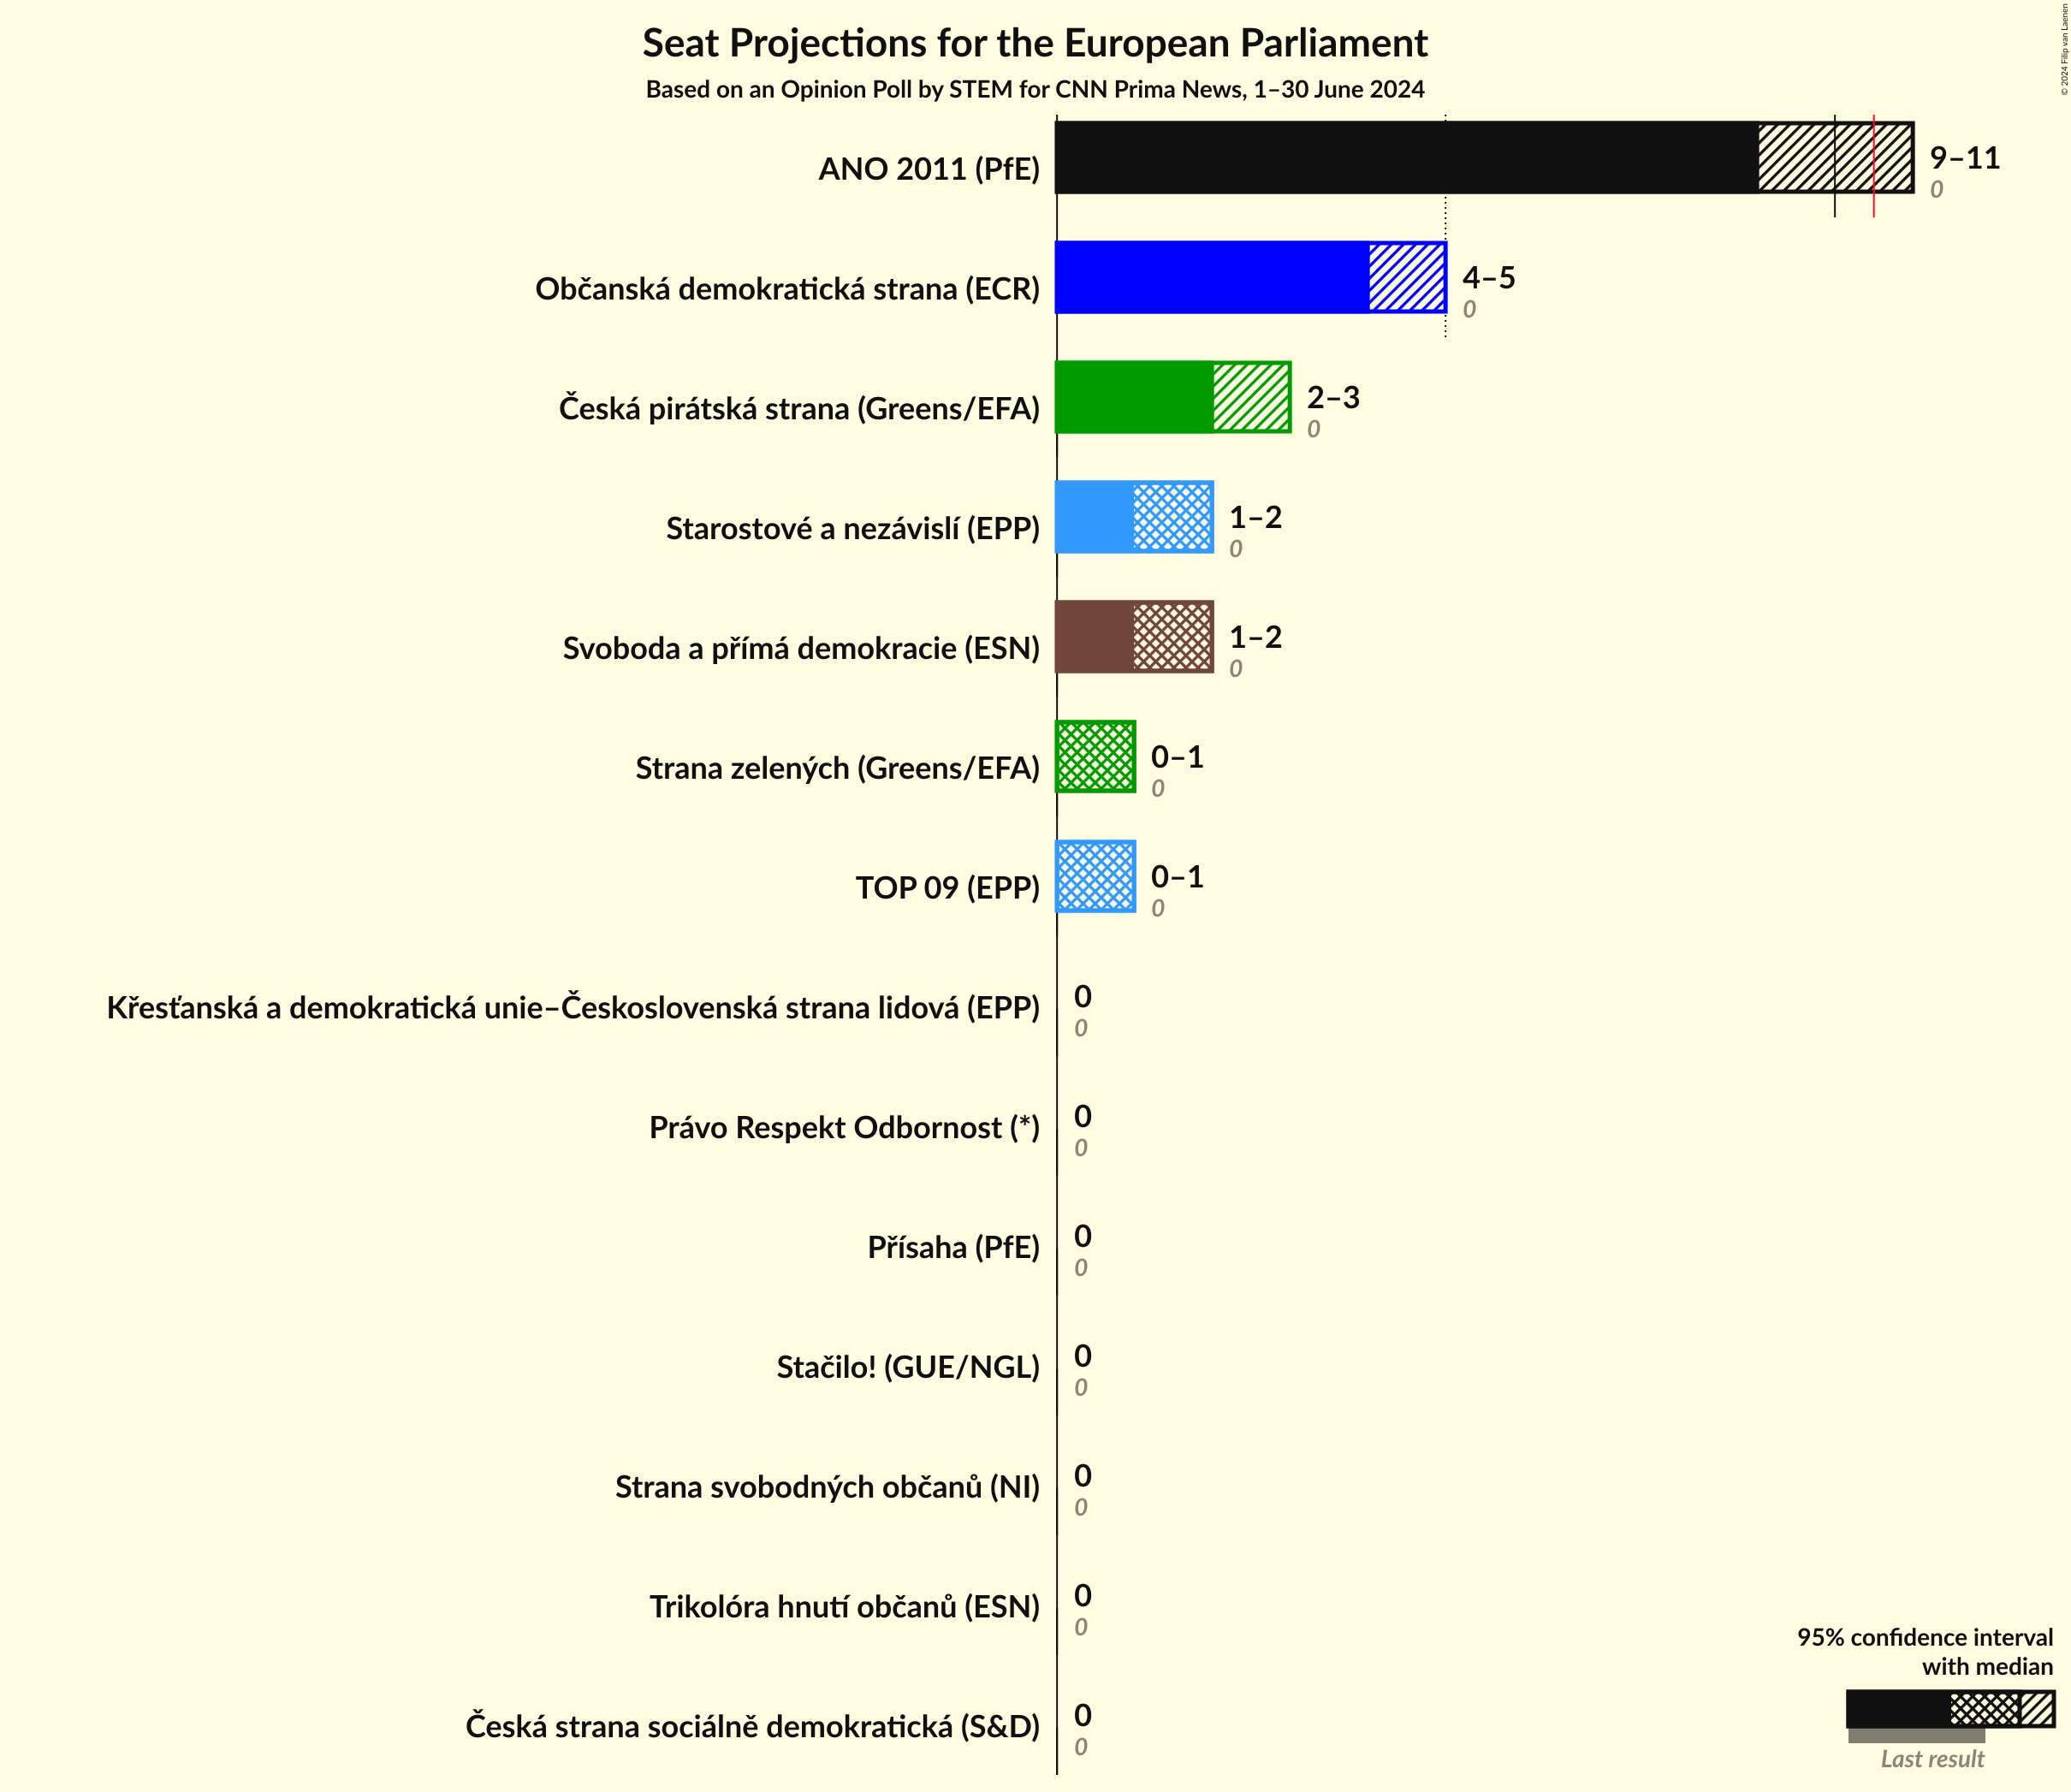 Seat Projections for the European Parliament
Based on an Opinion Poll by STEM for CNN Prima News, 1–30 June 2024
© 2024 Filip van Laenen
ANO 2011 (PfE)
9–11
0
Občanská demokratická strana (ECR)
4–5
0
Česká pirátská strana (Greens/EFA)
2–3
0
Starostové a nezávislí (EPP)
1–2
0
Svoboda a přímá demokracie (ESN)
1–2
0
Strana zelených (Greens/EFA)
0–1
0
TOP 09 (EPP)
0–1
0
Křesťanská a demokratická unie–Československá strana lidová (EPP)
0
0
Právo Respekt Odbornost (*)
0
0
Přísaha (PfE)
0
0
Stačilo! (GUE/NGL)
0
0
Strana svobodných občanů (NI)
0
0
Trikolóra hnutí občanů (ESN)
0
0
Česká strana sociálně demokratická (S&D)
0
0
95% confidence interval
with median
Last result